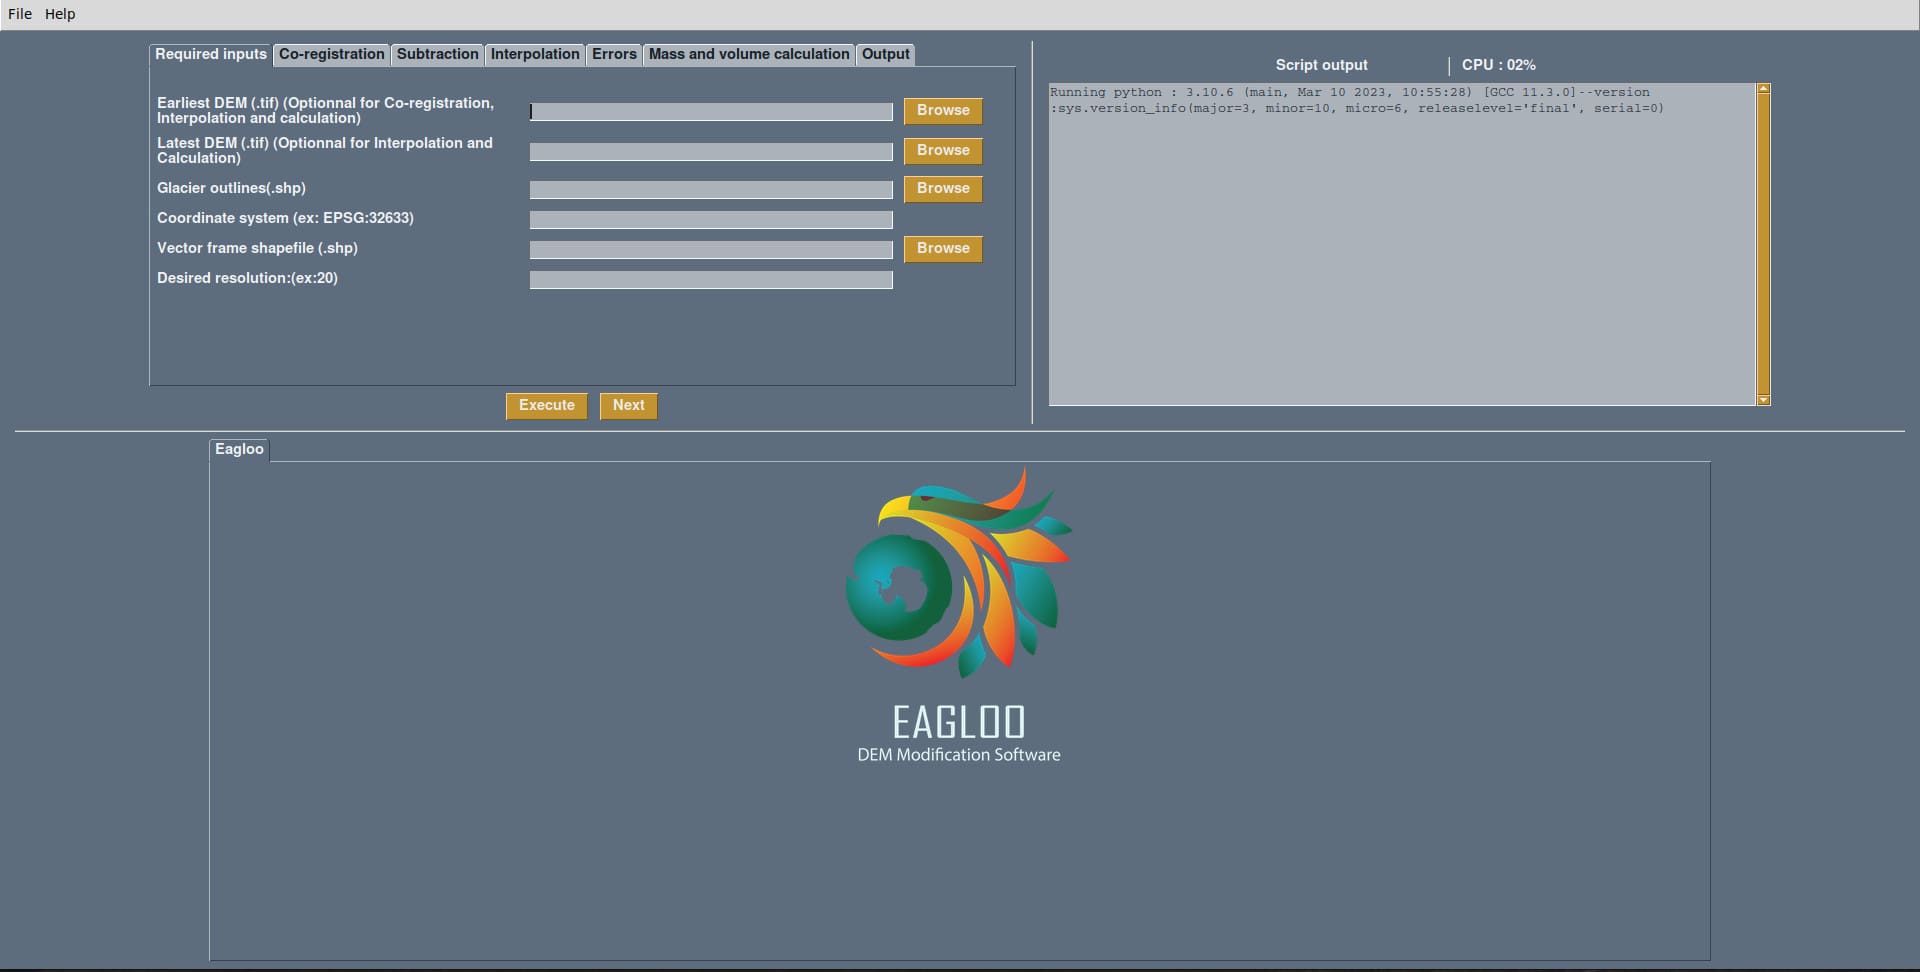 File Help
Required inputs Co-registration Subtraction Interpolation Errors Mass and volume calculation Output
Earliest DEM (.tif) (Optionnal for Co-registration,
Interpolation and calculation)
Browse
Latest DEM (.tif) (Optionnal for Interpolation and
Calculation)
Browse
Glacier outlines(.shp)
Browse
Coordinate system (ex: EPSG:32633)
Vector frame shapefile (.shp)
Browse
Desired resolution:(ex:20)
Execute Next
Script output CPU : 02%
Running python : 3.10.6 (main, Mar 10 2023, 10:55:28) [GCC 11.3.0]--version
:sys.version_info(major=3, minor=10, micro=6, releaselevel='final', serial=0)
Eagloo
EAGLOO
DEM Modification Software